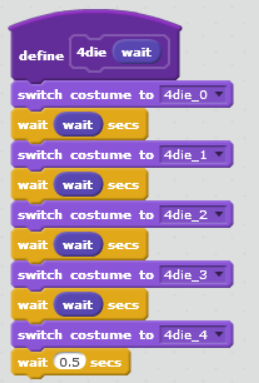 define 4die wait
switch costume to 4die_0
wait wait secs
switch costume to 4die_1
wait wait secs
switch costume to 4die_2
wait wait secs
switch costume to 4die_3
wait wait secs
switch costume to 4die_4
wait 0.5 secs